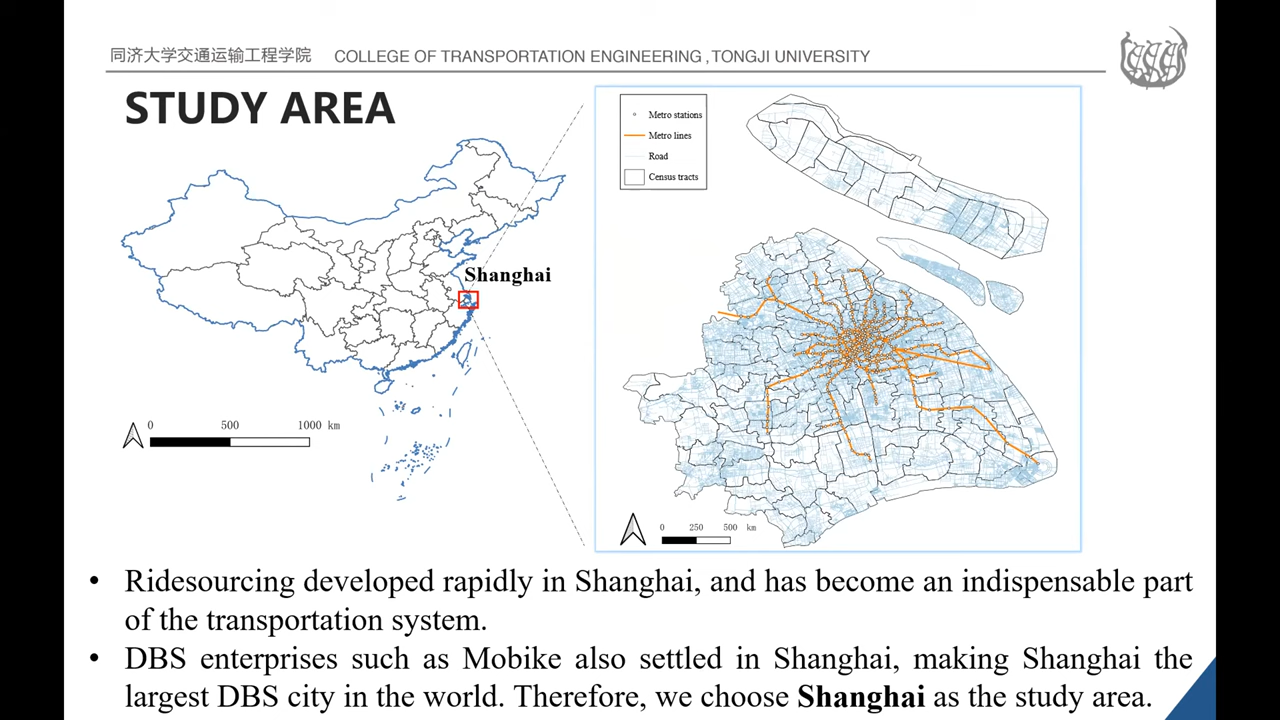 同济大学交通运输工程学院 COLLEGE OF TRANSPORTATION ENGINEERING , TONGJI UNIVERSITY
STUDY AREA
Shanghai
0 500 1000 km
Metro stations
Metro lines
Road
Census tracts
0 250 500 km
• Ridesourcing developed rapidly in Shanghai, and has become an indispensable part
of the transportation system.
• DBS enterprises such as Mobike also settled in Shanghai, making Shanghai the
largest DBS city in the world. Therefore, we choose Shanghai as the study area.